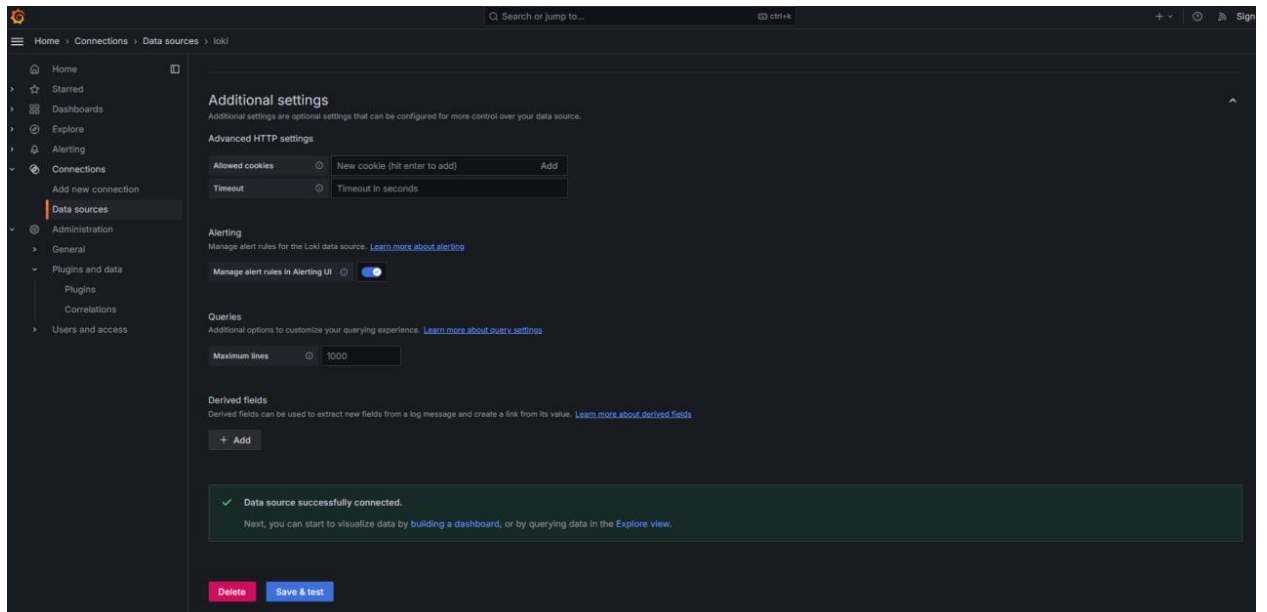 Search or jump to...
ctrl+k
Sign
Home › Connections › Data sources › loki
Home
Starred
Dashboards
Explore
Alerting
Connections
Add new connection
Data sources
Administration
General
Plugins and data
Plugins
Correlations
Users and access
Additional settings
Additional settings are optional settings that can be configured for more control over your data source.
Advanced HTTP settings
Allowed cookies New cookie (hit enter to add) Add
Timeout Timeout in seconds
Alerting
Manage alert rules for the Loki data source. Learn more about alerting
Manage alert rules in Alerting UI
Queries
Additional options to customize your querying experience. Learn more about query settings
Maximum lines 1000
Derived fields
Derived fields can be used to extract new fields from a log message and create a link from its value. Learn more about derived fields
+ Add
Data source successfully connected.
Next, you can start to visualize data by building a dashboard, or by querying data in the Explore view.
Delete Save & test